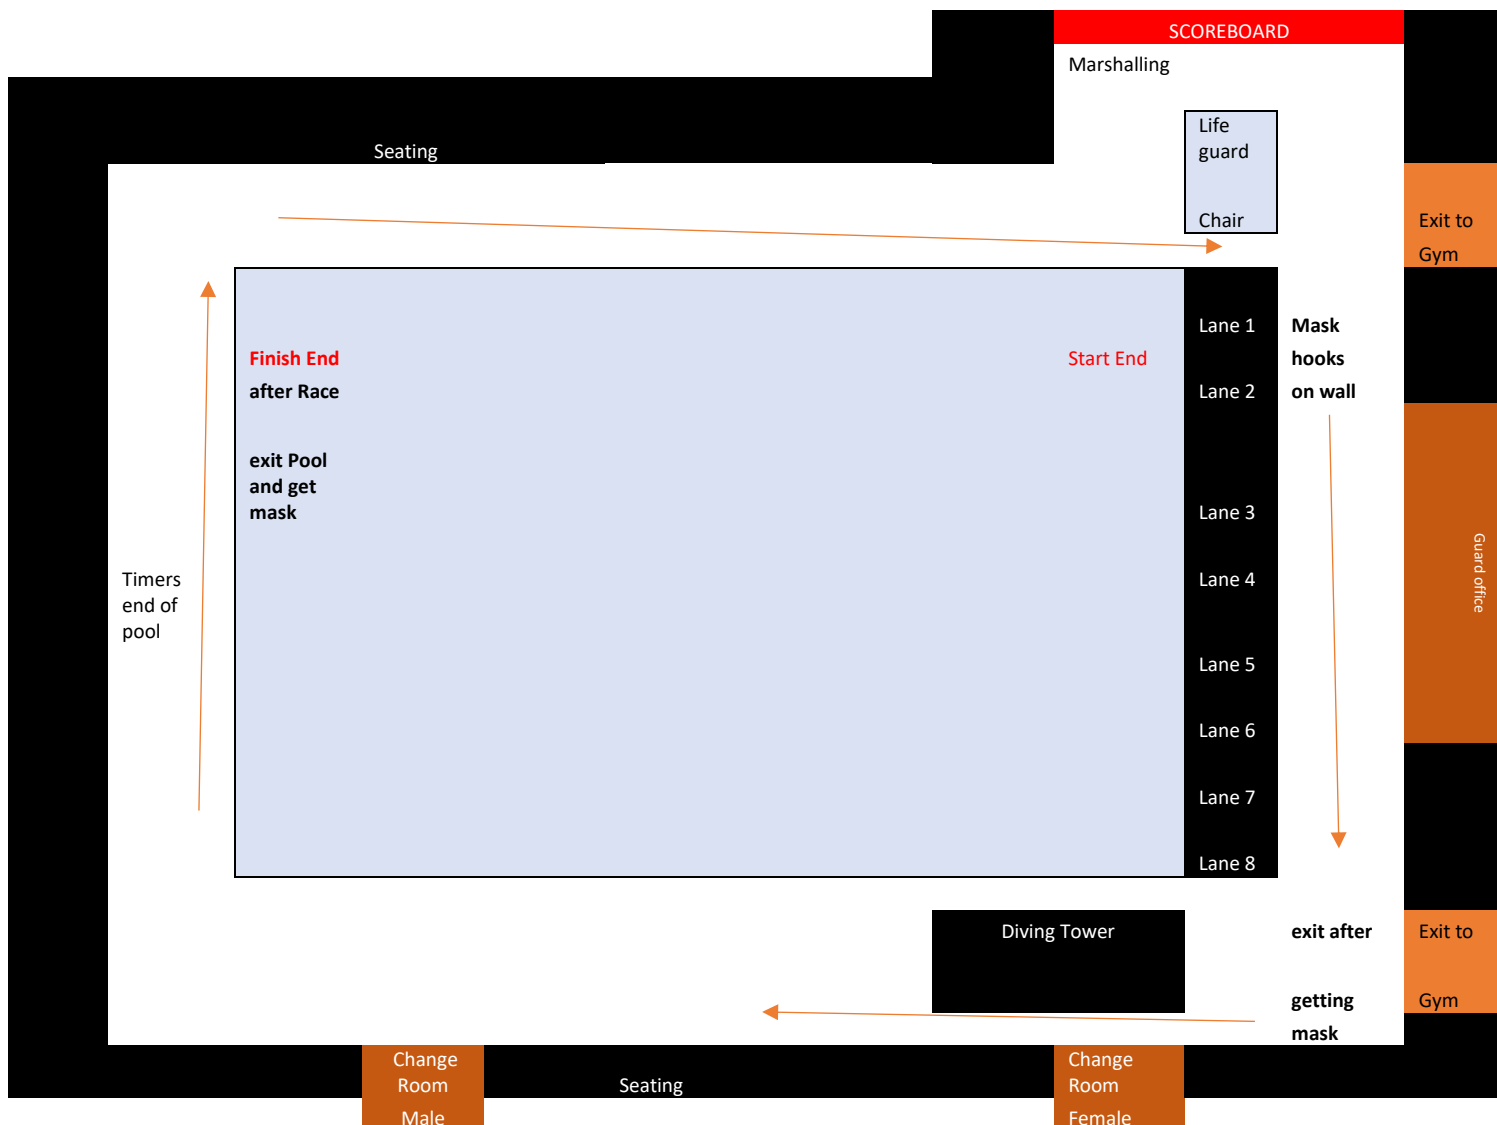 SCOREBOARD
Marshalling
Life
guard
Chair
Seating
Exit to
Gym
Lane 1
Mask
hooks
on wall
Finish End
after Race
exit Pool
and get
mask
Start End
Lane 2
Lane 3
Lane 4
Lane 5
Lane 6
Lane 7
Lane 8
Guard office
Timers
end of
pool
Diving Tower
exit after
getting
mask
Exit to
Gym
Change
Room
Male
Seating
Change
Room
Female